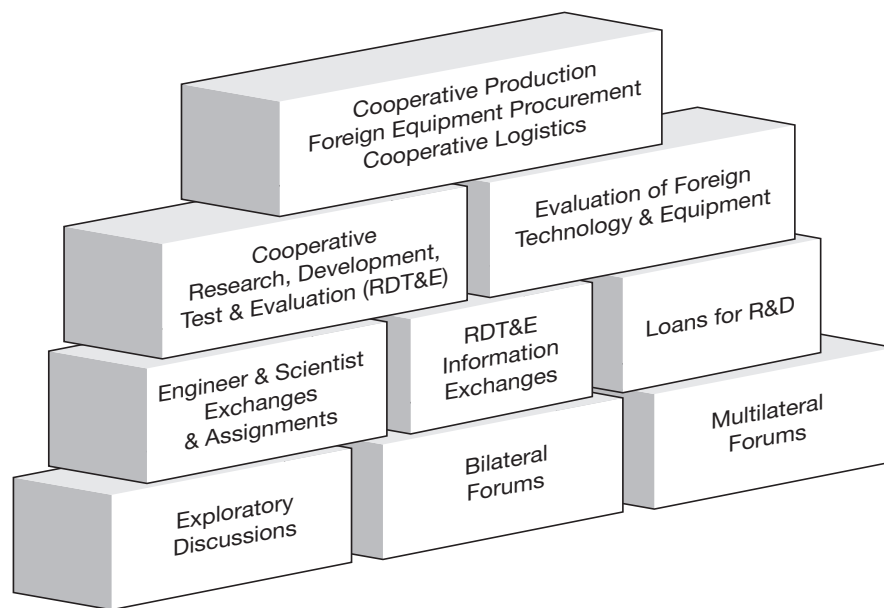 Cooperative Production
Foreign Equipment Procurement
Cooperative Logistics
Cooperative
Research, Development,
Test & Evaluation (RDT&E)
Evaluation of Foreign
Technology & Equipment
Engineer & Scientist
Exchanges
& Assignments
RDT&E
Information
Exchanges
Loans for R&D
Exploratory
Discussions
Bilateral
Forums
Multilateral
Forums